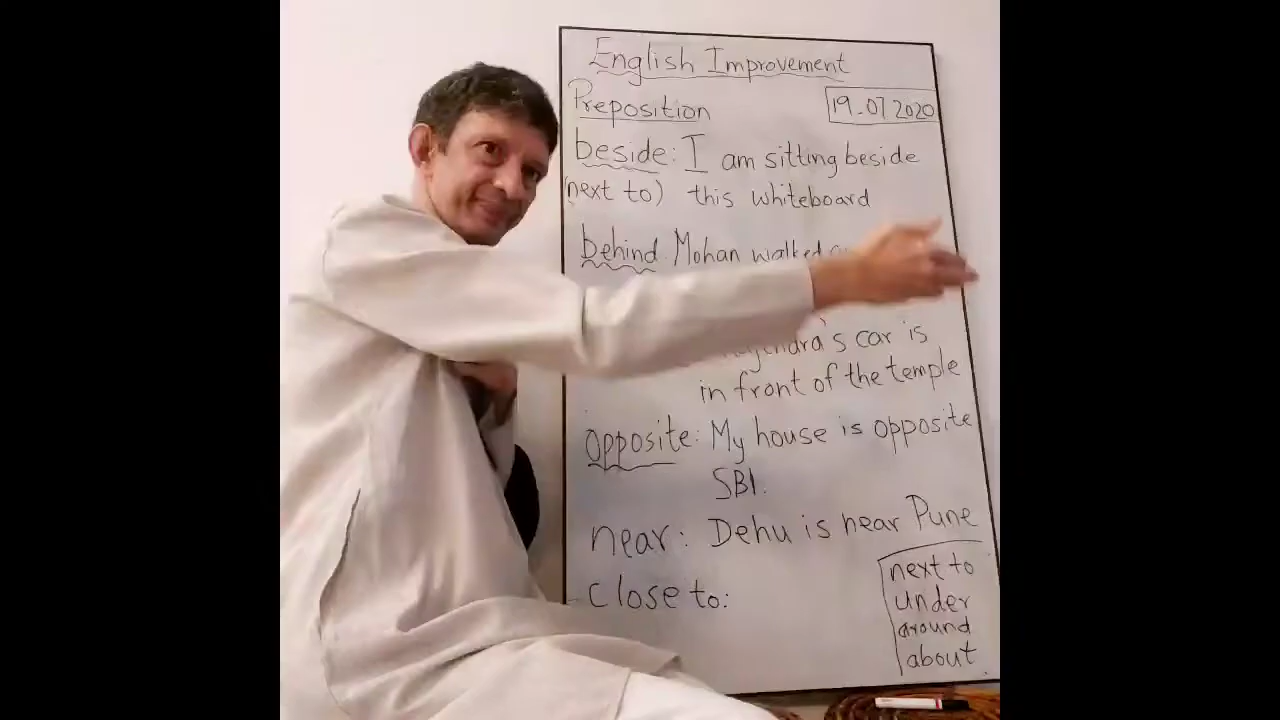 English Improvement
Preposition
19-07 2020
beside: I am sitting beside
(next to) this whiteboard
behind Mohan walked
's car is
in front of the temple
opposite: My house is opposite
SBI.
near: Dehu is near Pune
close to:
next to
under
around
about